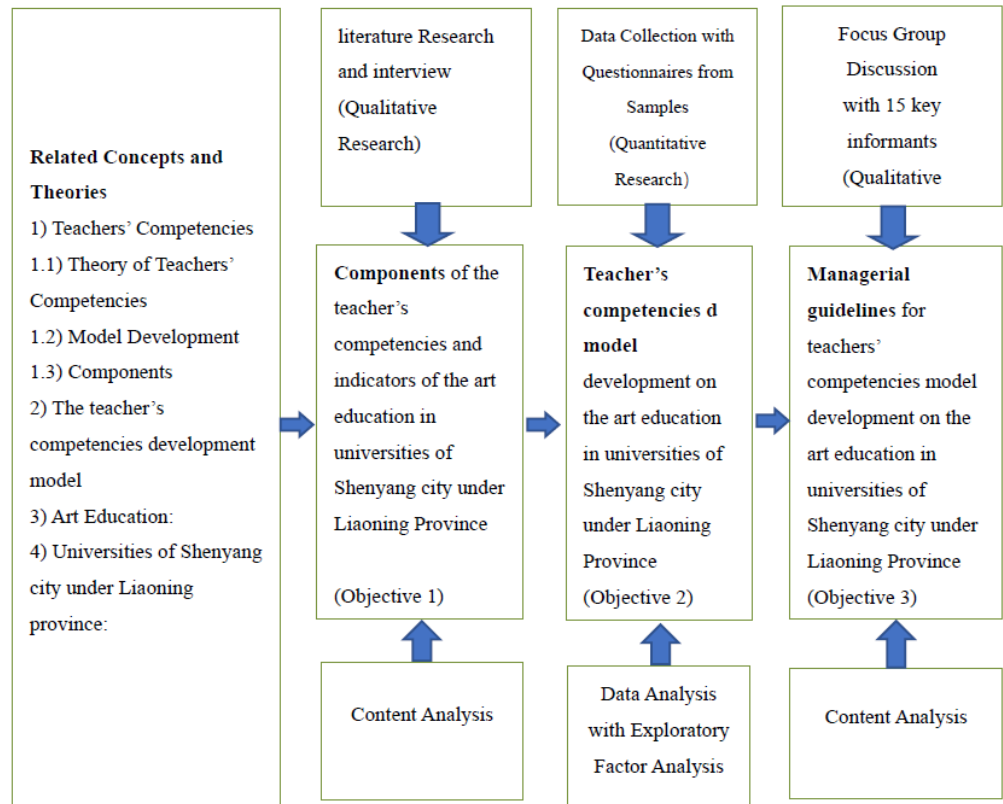 Related Concepts and
Theories
1) Teachers’ Competencies
1.1) Theory of Teachers’
Competencies
1.2) Model Development
1.3) Components
2) The teacher’s
competencies development
model
3) Art Education:
4) Universities of Shenyang
city under Liaoning
province:
literature Research
and interview
(Qualitative
Research)
Components of the
teacher’s
competencies and
indicators of the art
education in
universities of
Shenyang city under
Liaoning Province
(Objective 1)
Content Analysis
Data Collection with
Questionnaires from
Samples
(Quantitative
Research)
Teacher’s
competencies d
model
development on
the art education
in universities of
Shenyang city
under Liaoning
Province
(Objective 2)
Data Analysis
with Exploratory
Factor Analysis
Focus Group
Discussion
with 15 key
informants
(Qualitative
Managerial
guidelines for
teachers’
competencies model
development on the
art education in
universities of
Shenyang city under
Liaoning Province
(Objective 3)
Content Analysis